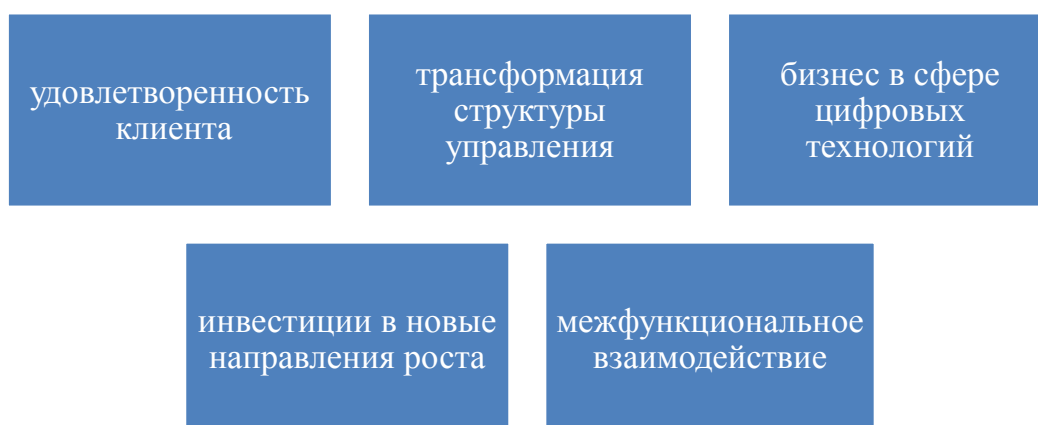 удовлетворенность
клиента
трансформация
структуры
управления
бизнес в сфере
цифровых
технологий
инвестиции в новые
направления роста
межфункциональное
взаимодействие